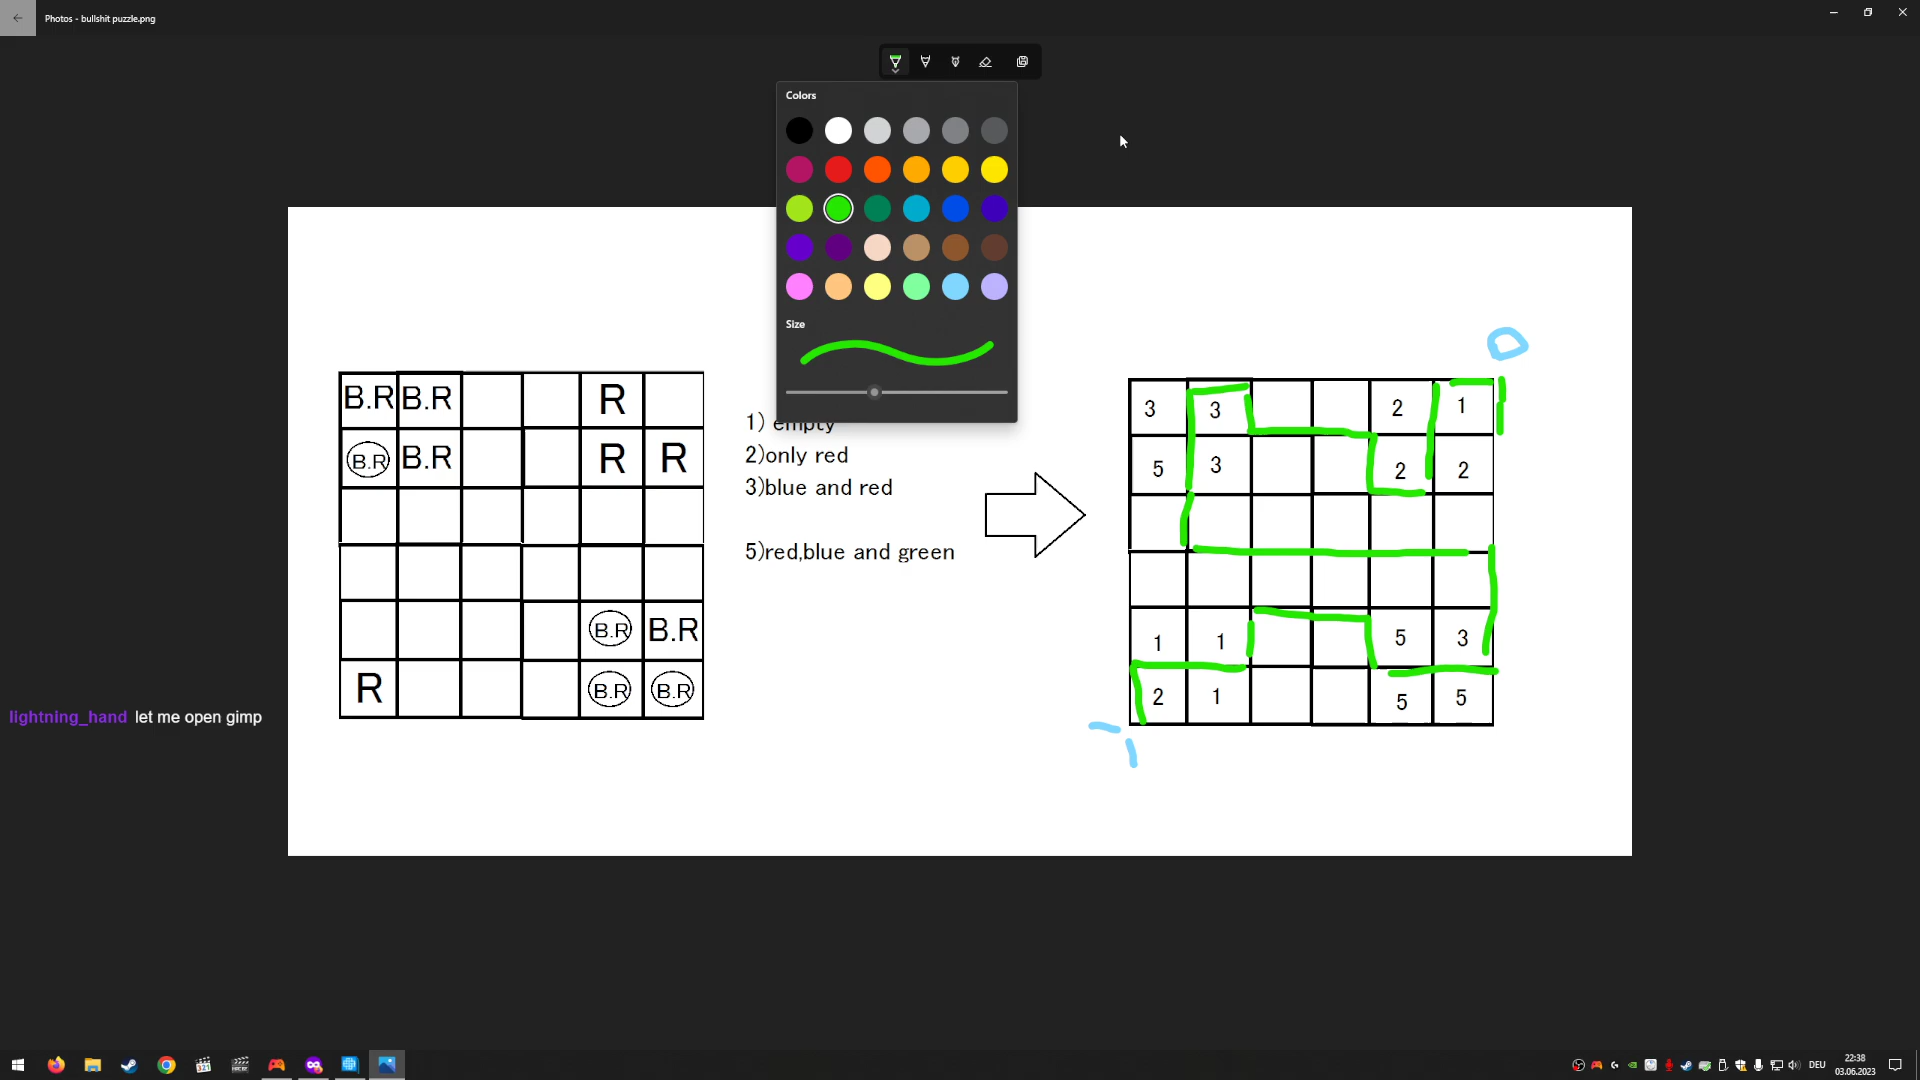 Photos - bullshit puzzle.png
Colors
Size
B.R B.R R
B.R B.R R R
B.R B.R
R B.R B.R
1) empty
2)only red
3)blue and red
5)red,blue and green
3 3 2 1
5 3 2 2
1 1 5 3
2 1 5 5
lightning_hand let me open gimp
321
DEU
22:38
03.06.2023